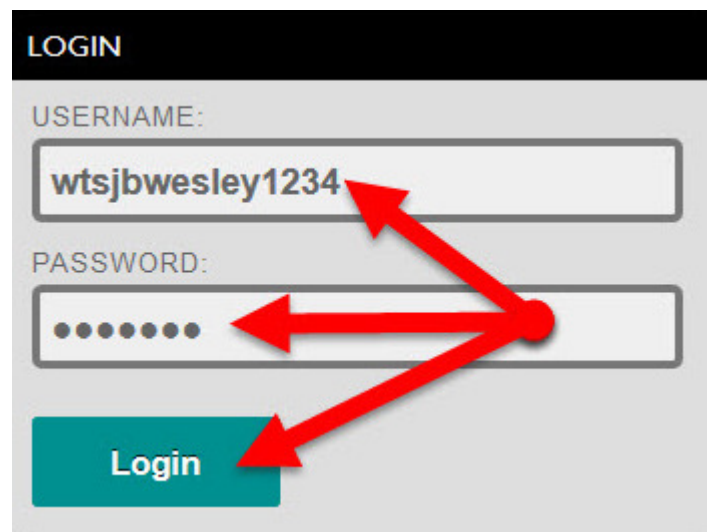 LOGIN
USERNAME:
wtsjbwesley1234
PASSWORD:
●●●●●●●
Login